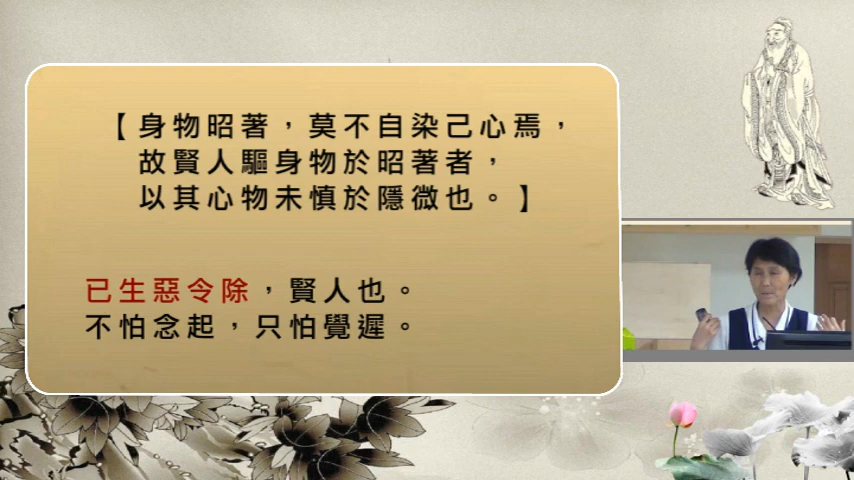 【身物昭著，莫不自染己心焉，
故賢人驅身物於昭著者，
以其心物未慎於隱微也。】
已生惡令除，賢人也。
不怕念起，只怕覺遲。